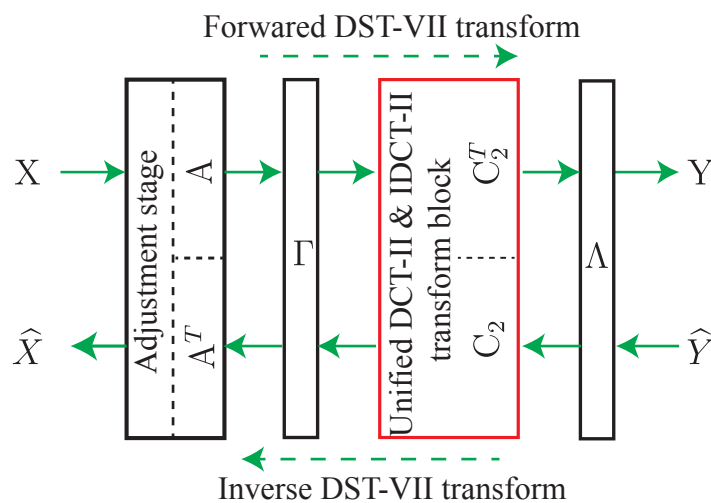 Forwared DST-VII transform
X
Adjustment stage
A
A^T
Γ
Unified DCT-II & IDCT-II
transform block
C_2^T
C_2
Λ
Y
X̂
Ŷ
Inverse DST-VII transform